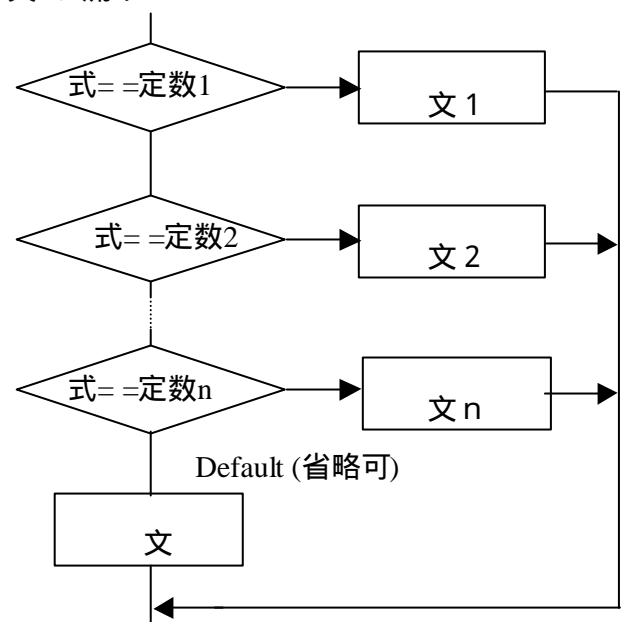 式= =定数1
文 1
式= =定数2
文 2
式= =定数n
文 n
Default (省略可)
文